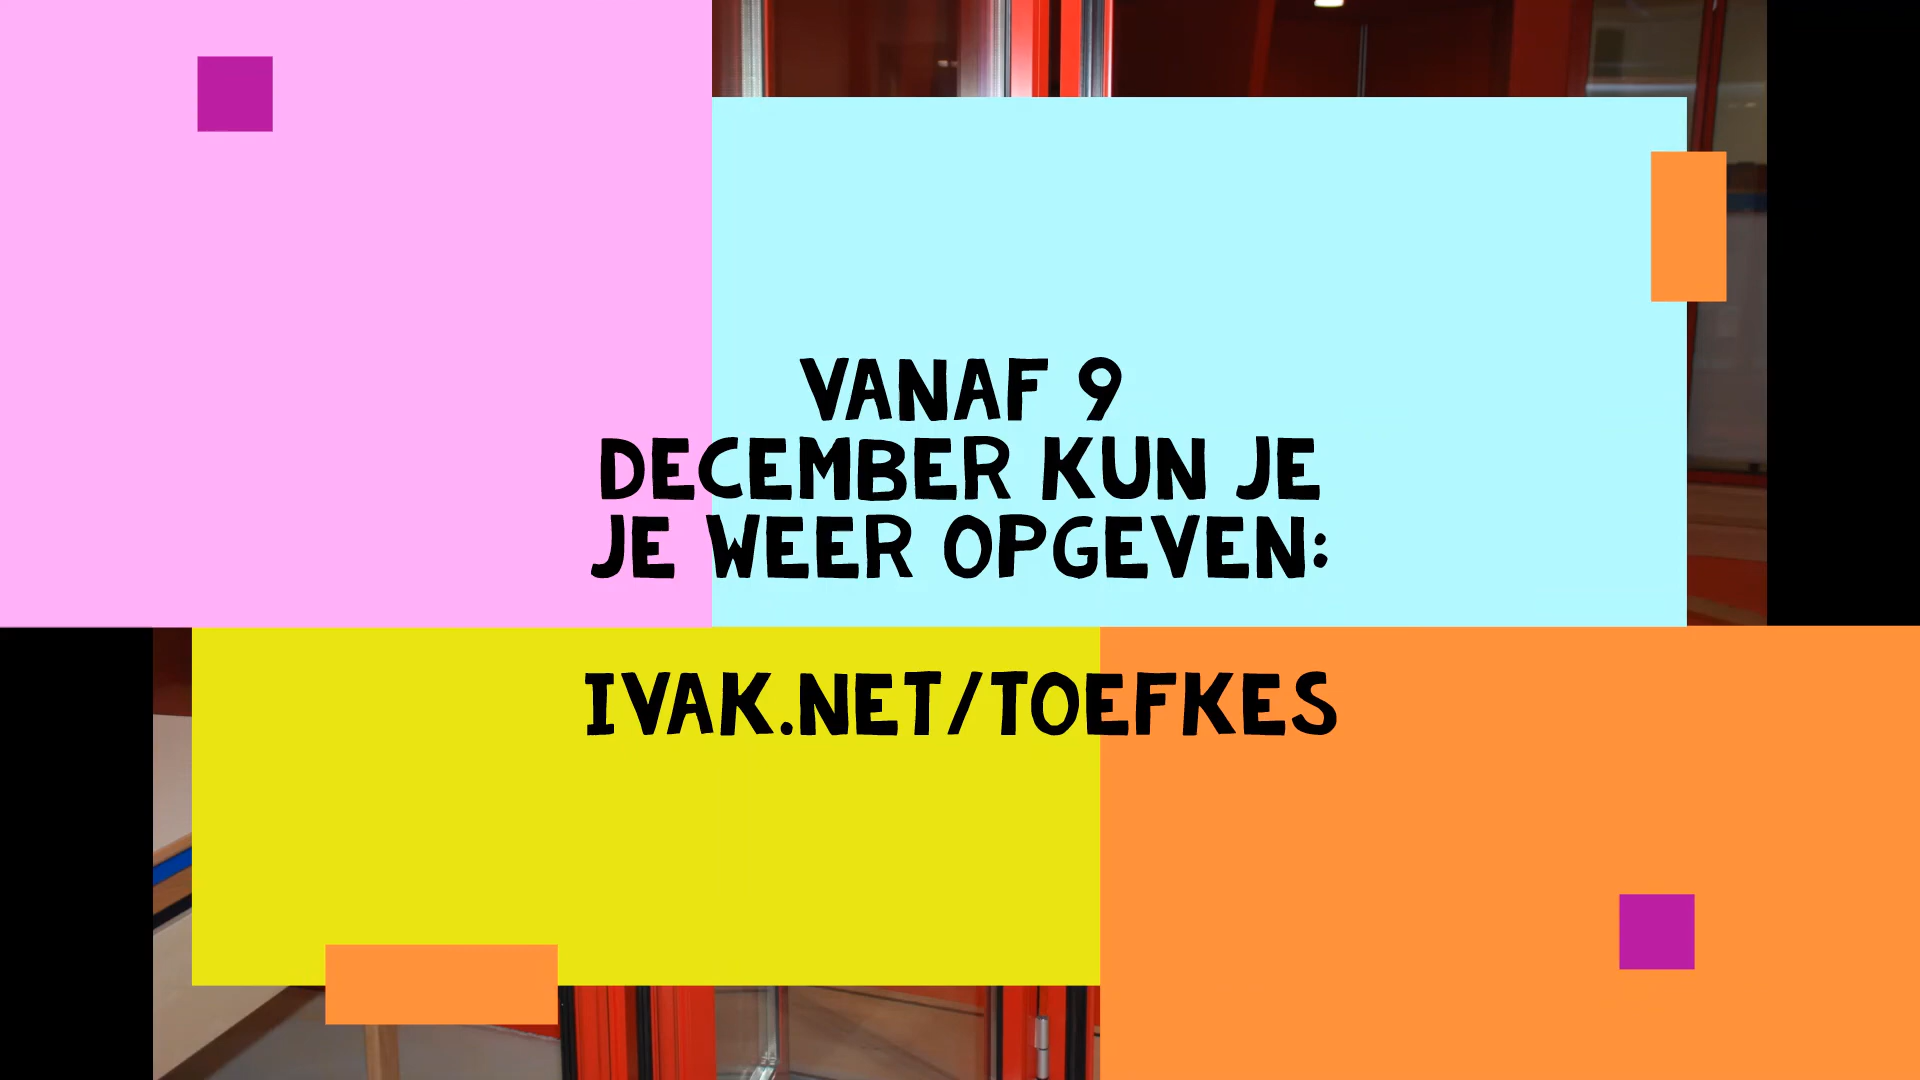 VANAF 9
DECEMBER KUN JE
JE WEER OPGEVEN:
IVAK.NET/TOEFKES